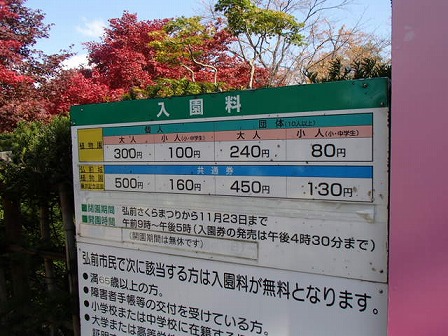 入園料
個人 団体(10人以上)
大人 小人(小・中学生) 大人 小人(小・中学生)
植物園 300円 100円 240円 80円
共通券
弘前城 植物園 500円 160円 450円 130円
■開園期間 弘前さくらまつりから11月23日まで
■開園時間 午前9時～午後5時(入園券の発売は午後4時30分まで)
(開園期間は無休です)
弘前市民で次に該当する方は入園料が無料となります。
●満65歳以上の方。
●障害者手帳等の交付を受けている方。
●小学校または中学校に在籍する
●大学または高等